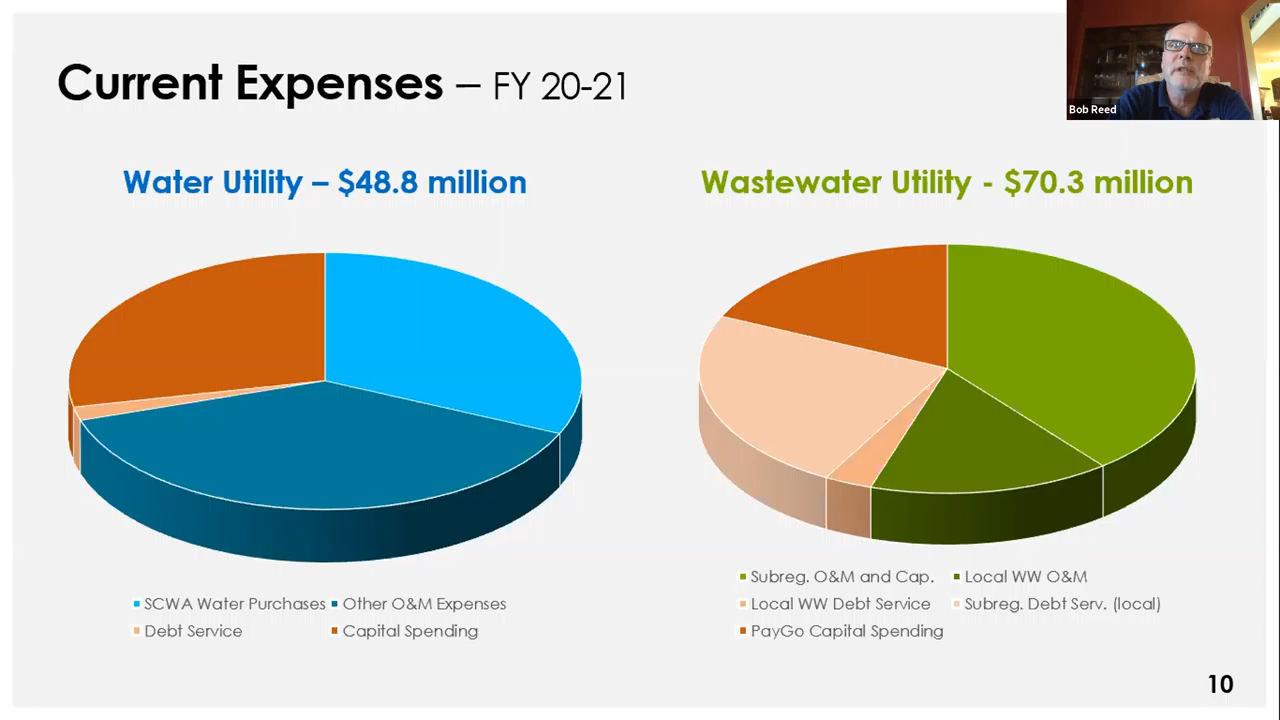 Current Expenses – FY 20-21
Bob Reed
Water Utility – $48.8 million
Wastewater Utility - $70.3 million
SCWA Water Purchases Other O&M Expenses
Debt Service Capital Spending
Subreg. O&M and Cap. Local WW O&M
Local WW Debt Service Subreg. Debt Serv. (local)
PayGo Capital Spending
10